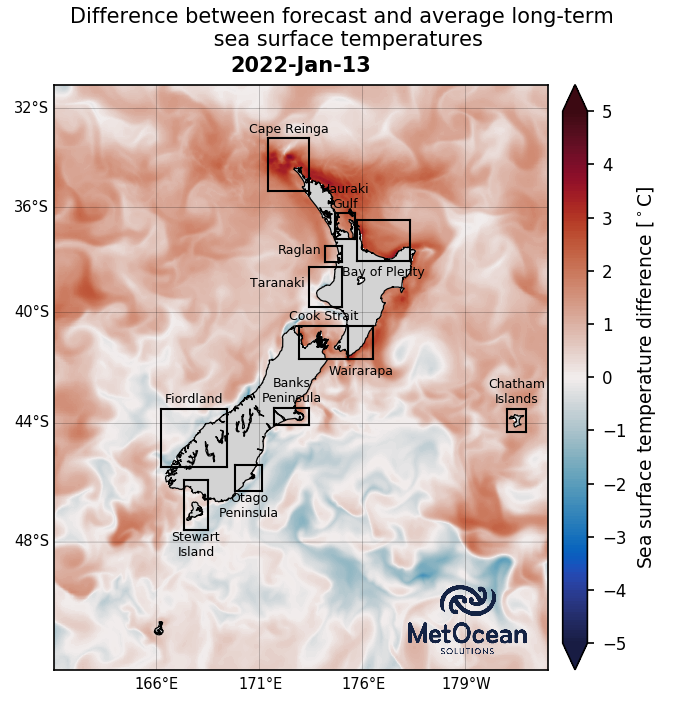 Difference between forecast and average long-term
sea surface temperatures
2022-Jan-13
32°S
36°S
40°S
44°S
48°S
166°E
171°E
176°E
179°W
Cape Reinga
Hauraki
Gulf
Raglan
Bay of Plenty
Taranaki
Cook Strait
Wairarapa
Banks
Peninsula
Chatham
Islands
Fiordland
Otago
Peninsula
Stewart
Island
MetOcean
SOLUTIONS
5
4
3
2
1
0
−1
−2
−3
−4
−5
Sea surface temperature difference [°C]